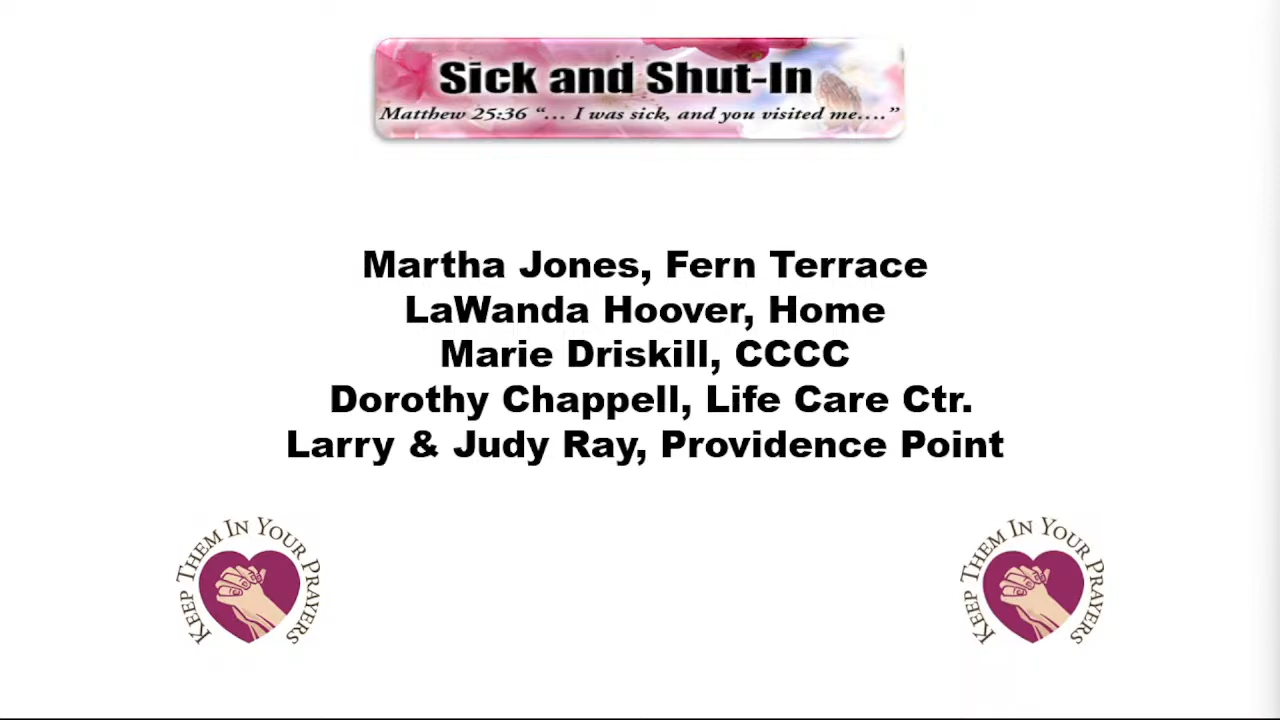 Sick and Shut-In
Matthew 25:36 “... I was sick, and you visited me....”
Martha Jones, Fern Terrace
LaWanda Hoover, Home
Marie Driskill, CCCC
Dorothy Chappell, Life Care Ctr.
Larry & Judy Ray, Providence Point
KEEP THEM IN YOUR PRAYERS
KEEP THEM IN YOUR PRAYERS